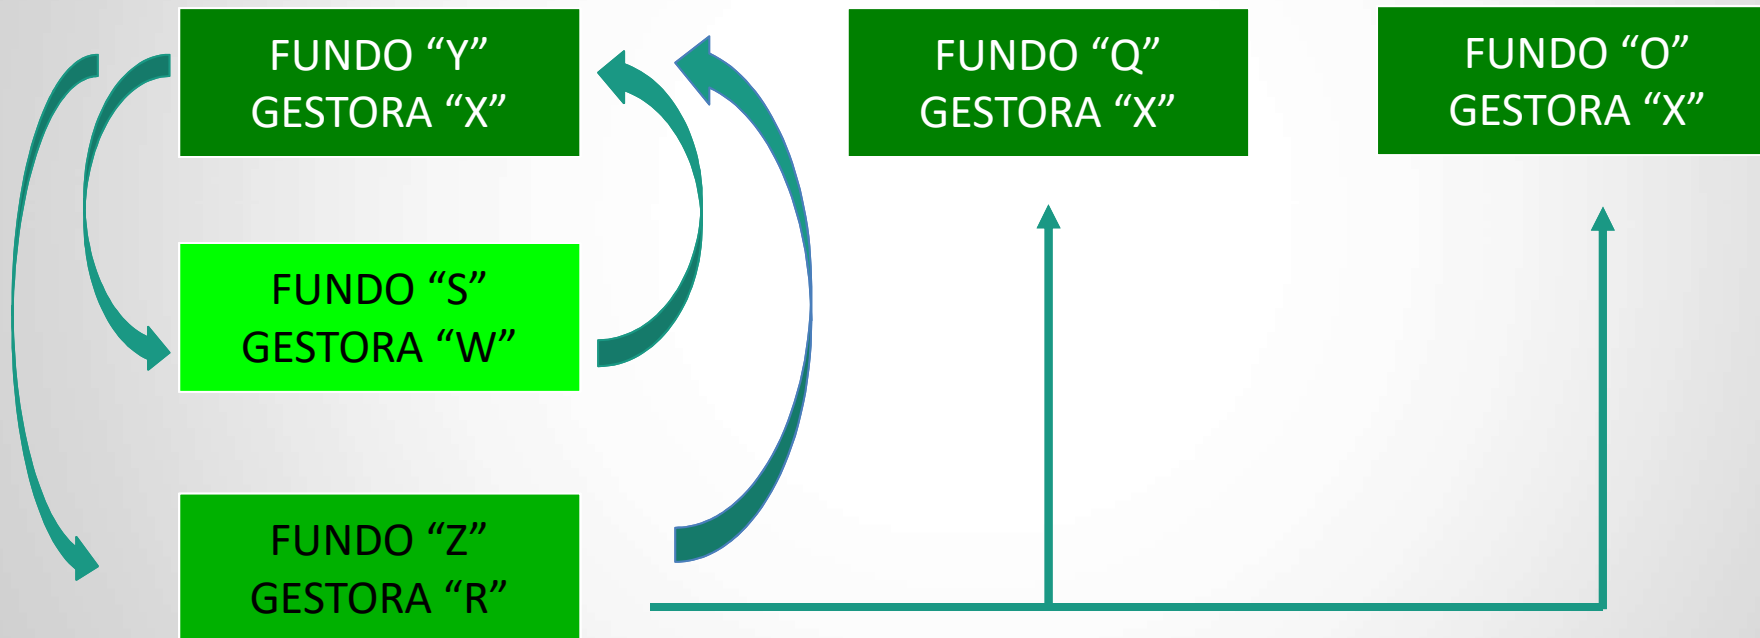 FUNDO “Y”
GESTORA “X”
FUNDO “Q”
GESTORA “X”
FUNDO “O”
GESTORA “X”
FUNDO “S”
GESTORA “W”
FUNDO “Z”
GESTORA “R”